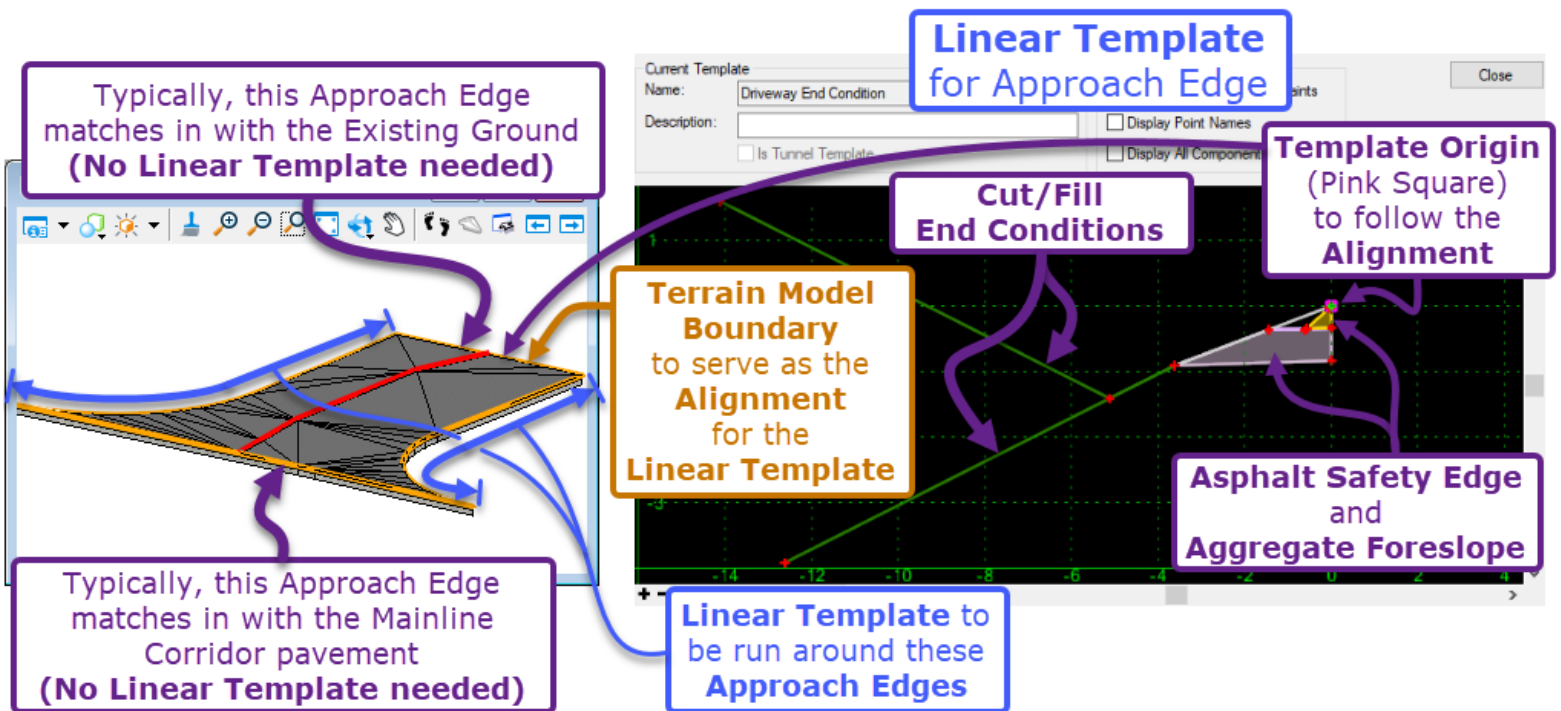 Typically, this Approach Edge
matches in with the Existing Ground
(No Linear Template needed)
Linear Template
for Approach Edge
Current Template
Name:
Driveway End Condition
Description:
Is Tunnel Template
Display Point Names
Display All Components
Close
Template Origin
(Pink Square)
to follow the
Alignment
Cut/Fill
End Conditions
Terrain Model
Boundary
to serve as the
Alignment
for the
Linear Template
Asphalt Safety Edge
and
Aggregate Foreslope
1
-3
-14 -12 -10 -8 -6 -4 -2 0 2 4
Typically, this Approach Edge
matches in with the Mainline
Corridor pavement
(No Linear Template needed)
Linear Template to
be run around these
Approach Edges